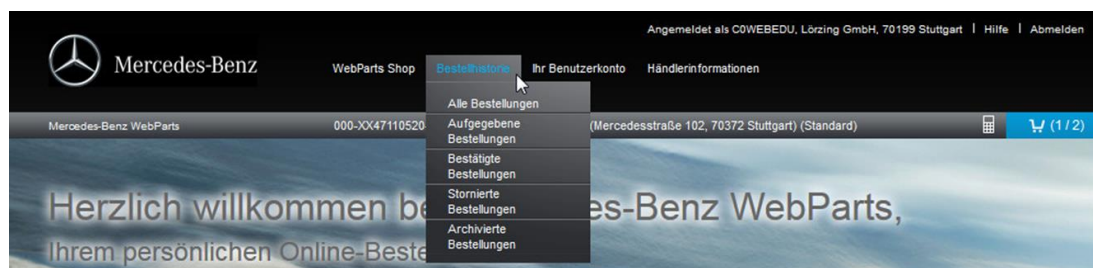 Angemeldet als C0WEBEDU, Lörzing GmbH, 70199 Stuttgart | Hilfe | Abmelden
Mercedes-Benz
WebParts Shop Bestellhistorie Ihr Benutzerkonto Händlerinformationen
Alle Bestellungen
Aufgegebene
Bestellungen
Bestätigte
Bestellungen
Stornierte
Bestellungen
Archivierte
Bestellungen
Mercedes-Benz WebParts 000-XX47110520 (Mercedesstraße 102, 70372 Stuttgart) (Standard) (1 / 2)
Herzlich willkommen be es-Benz WebParts,
Ihrem persönlichen Online-Beste